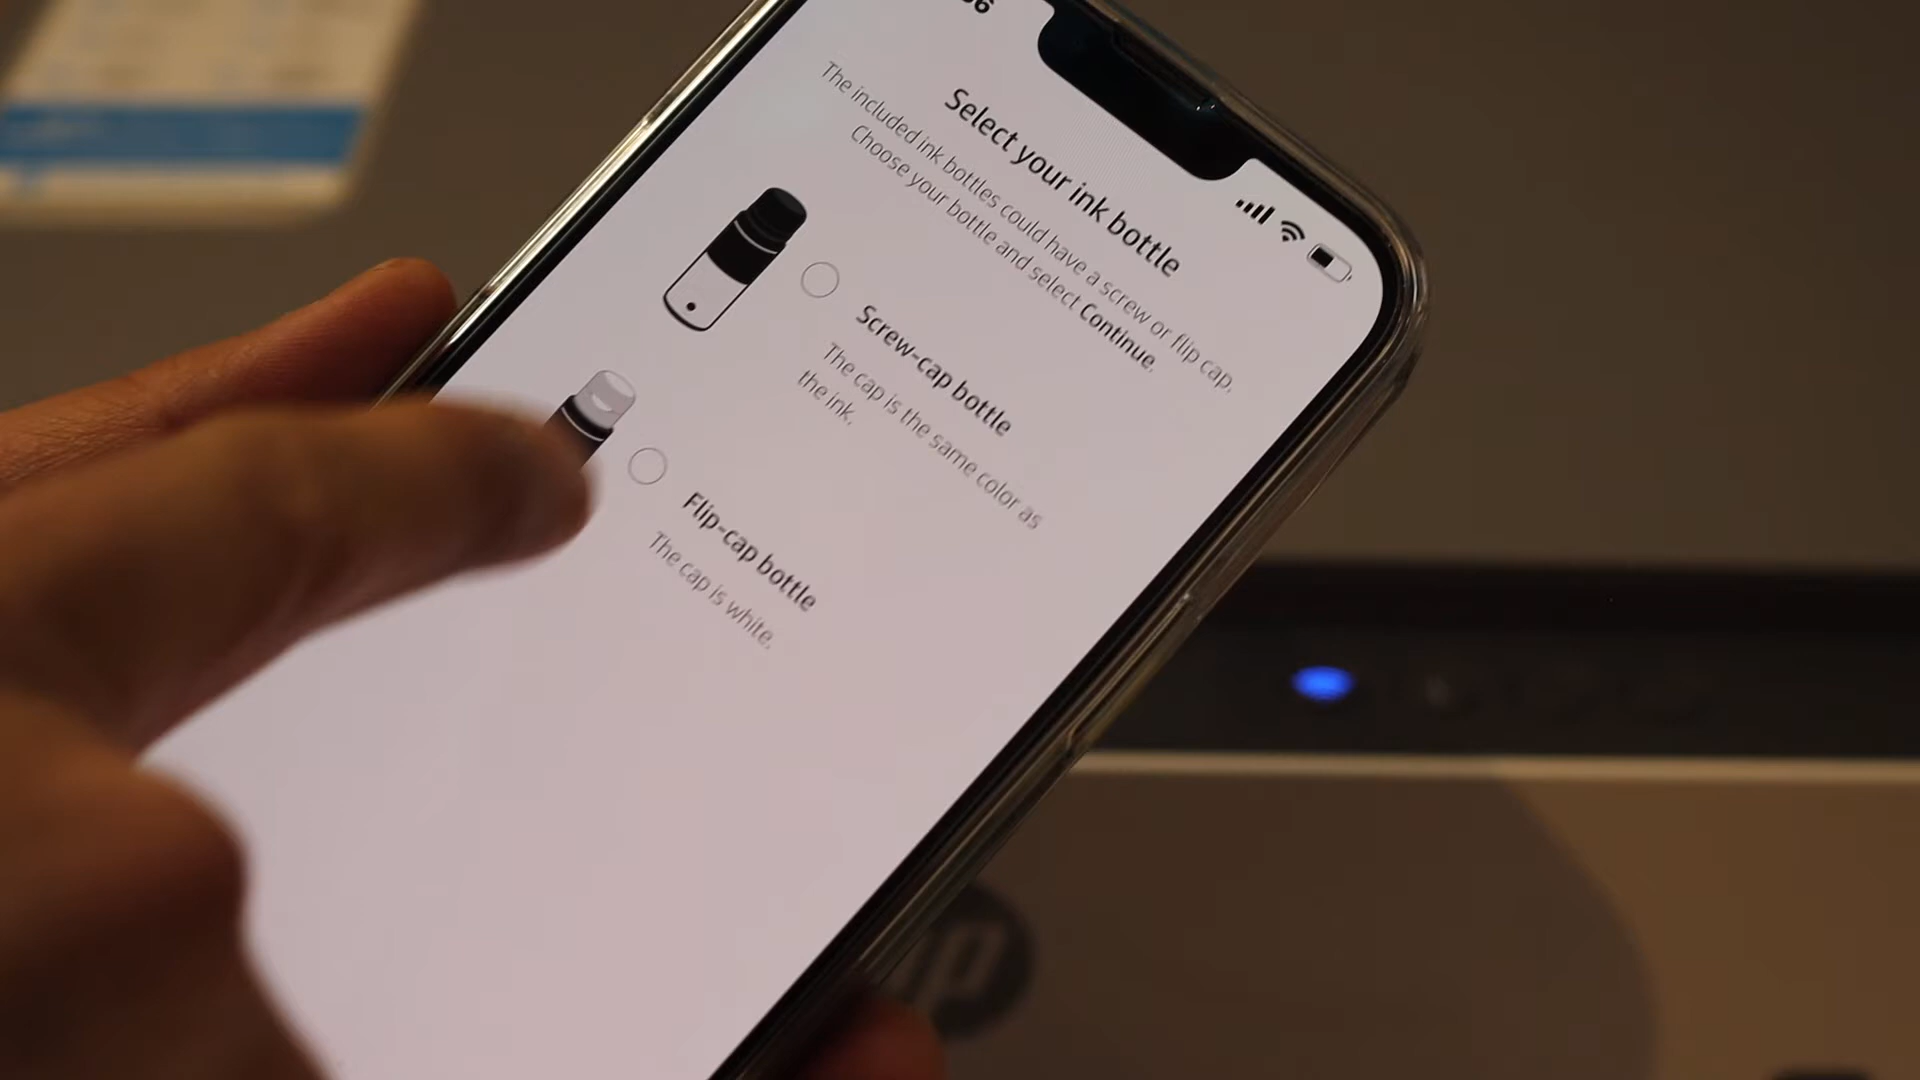 Select your ink bottle
The included ink bottles could have a screw or flip cap.
Choose your bottle and select Continue.
Screw-cap bottle
The cap is the same color as
the ink.
Flip-cap bottle
The cap is white.
hp